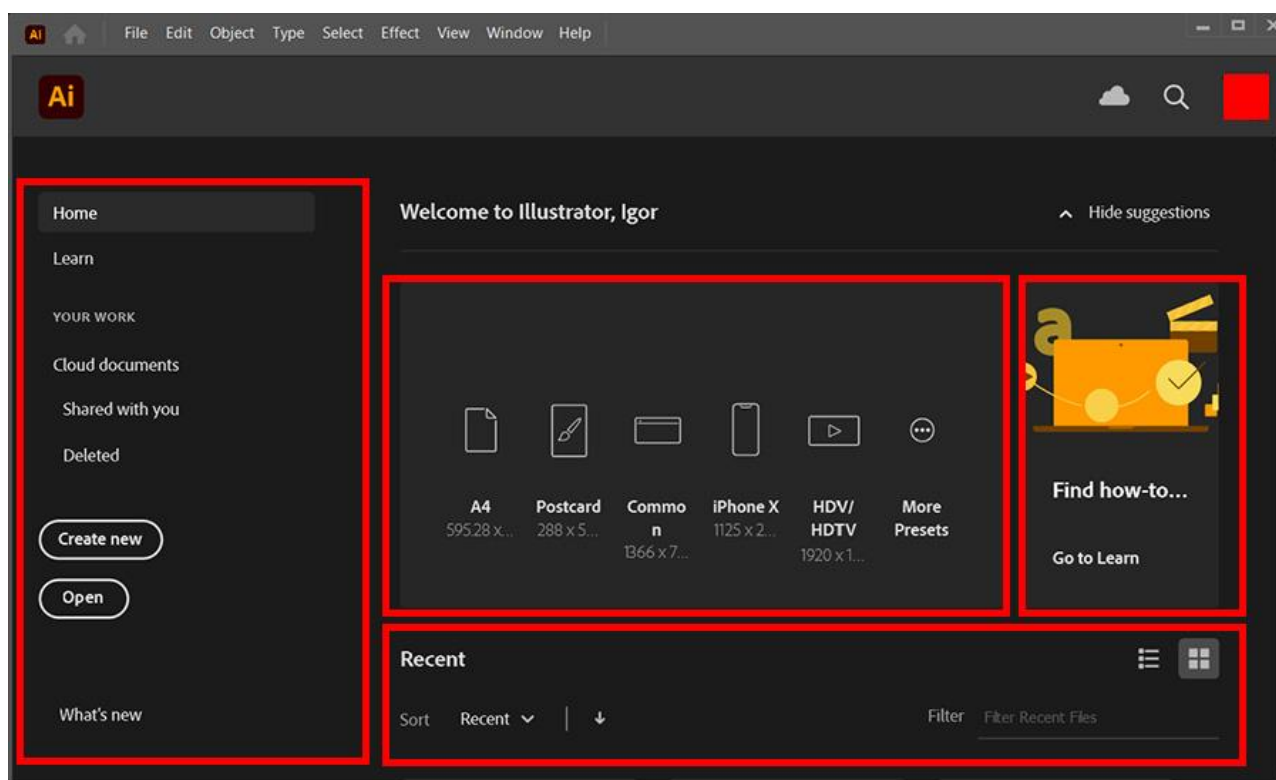 Ai File Edit Object Type Select Effect View Window Help
Ai
Home
Learn
YOUR WORK
Cloud documents
Shared with you
Deleted
Create new
Open
What's new
Welcome to Illustrator, Igor
Hide suggestions
A4
595.28 x...
Postcard
288 x 5...
Commo
n
1366 x 7...
iPhone X
1125 x 2...
HDV/
HDTV
1920 x 1...
More
Presets
a
Find how-to...
Go to Learn
Recent
Sort Recent
Filter Filter Recent Files